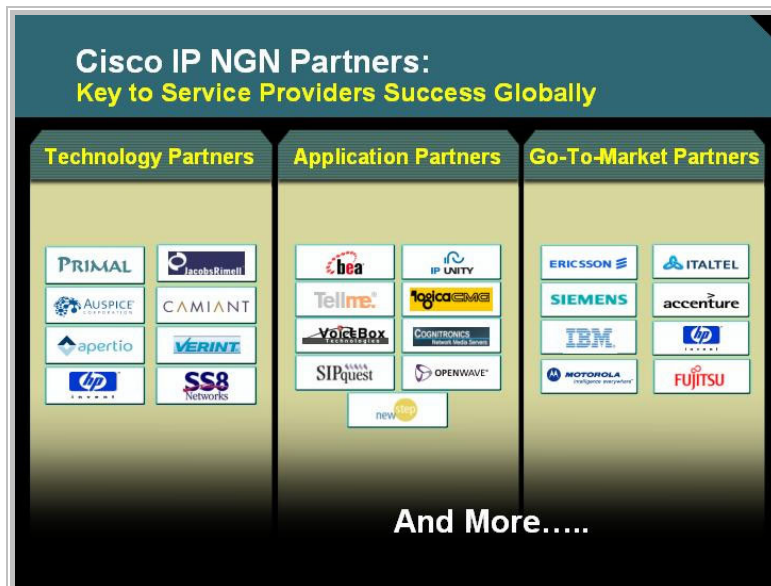 Cisco IP NGN Partners:
Key to Service Providers Success Globally
Technology Partners
Application Partners
Go-To-Market Partners
PRIMAL
JacobsRimell
AUSPICE
CORPORATION
CAMIANT
apertio
VERINT
hp
invent
SS8
Networks
bea
IP UNITY
Tellme.
logicaCMG
VoiceBox
Technologies
COGNITRONICS
Network Media Servers
SIPquest
OPENWAVE
newstep
ERICSSON
ITALTEL
SIEMENS
accenture
IBM
hp
invent
MOTOROLA
intelligence everywhere
FUJITSU
And More.....